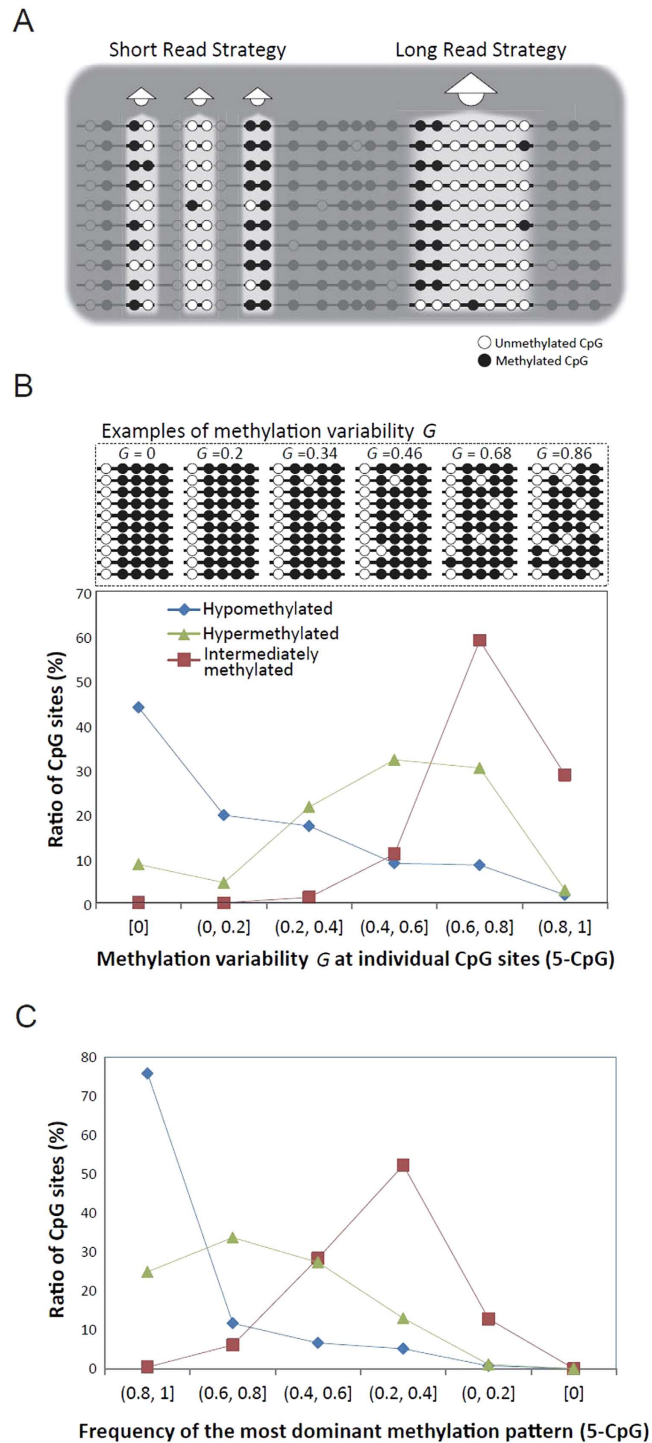 A
Short Read Strategy
Long Read Strategy
Unmethylated CpG
Methylated CpG
B
Examples of methylation variability G
G = 0
G =0.2
G =0.34
G =0.46
G =0.68
G =0.86
70
60
50
40
30
20
10
0
Ratio of CpG sites (%)
Hypomethylated
Hypermethylated
Intermediately
methylated
[0]
(0, 0.2]
(0.2, 0.4]
(0.4, 0.6]
(0.6, 0.8]
(0.8, 1]
Methylation variability G at individual CpG sites (5-CpG)
C
80
70
60
50
40
30
20
10
0
Ratio of CpG sites (%)
(0.8, 1]
(0.6, 0.8]
(0.4, 0.6]
(0.2, 0.4]
(0, 0.2]
[0]
Frequency of the most dominant methylation pattern (5-CpG)